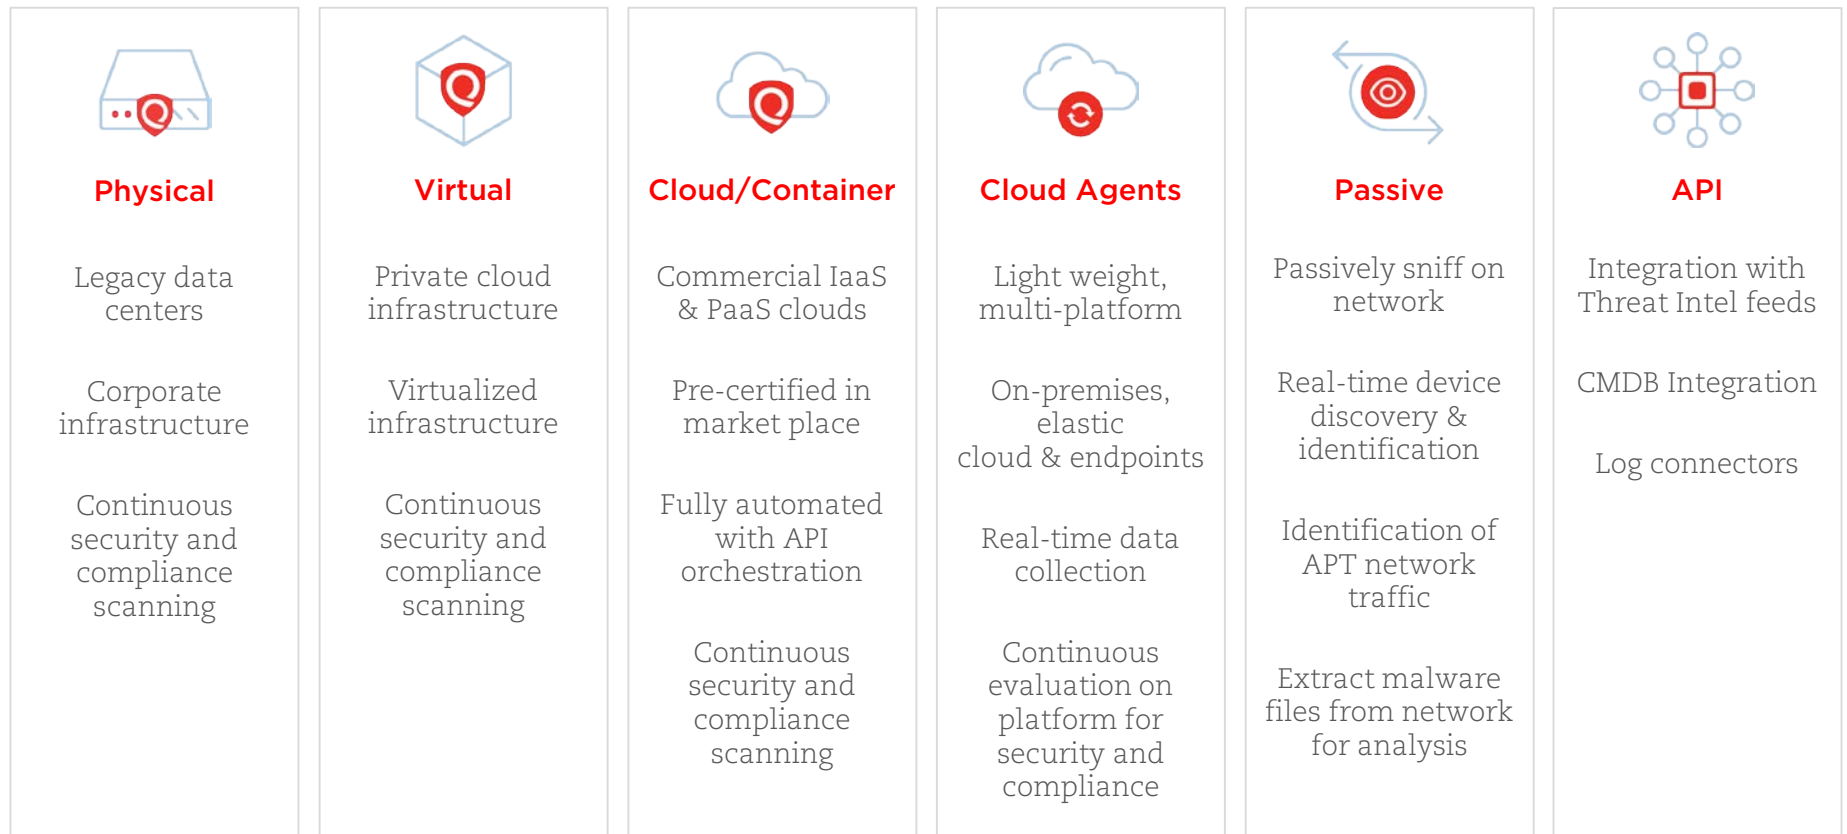 Physical
Legacy data
centers
Corporate
infrastructure
Continuous
security and
compliance
scanning
Virtual
Private cloud
infrastructure
Virtualized
infrastructure
Continuous
security and
compliance
scanning
Cloud/Container
Commercial IaaS
& PaaS clouds
Pre-certified in
market place
Fully automated
with API
orchestration
Continuous
security and
compliance
scanning
Cloud Agents
Light weight,
multi-platform
On-premises,
elastic
cloud & endpoints
Real-time data
collection
Continuous
evaluation on
platform for
security and
compliance
Passive
Passively sniff on
network
Real-time device
discovery &
identification
Identification of
APT network
traffic
Extract malware
files from network
for analysis
API
Integration with
Threat Intel feeds
CMDB Integration
Log connectors